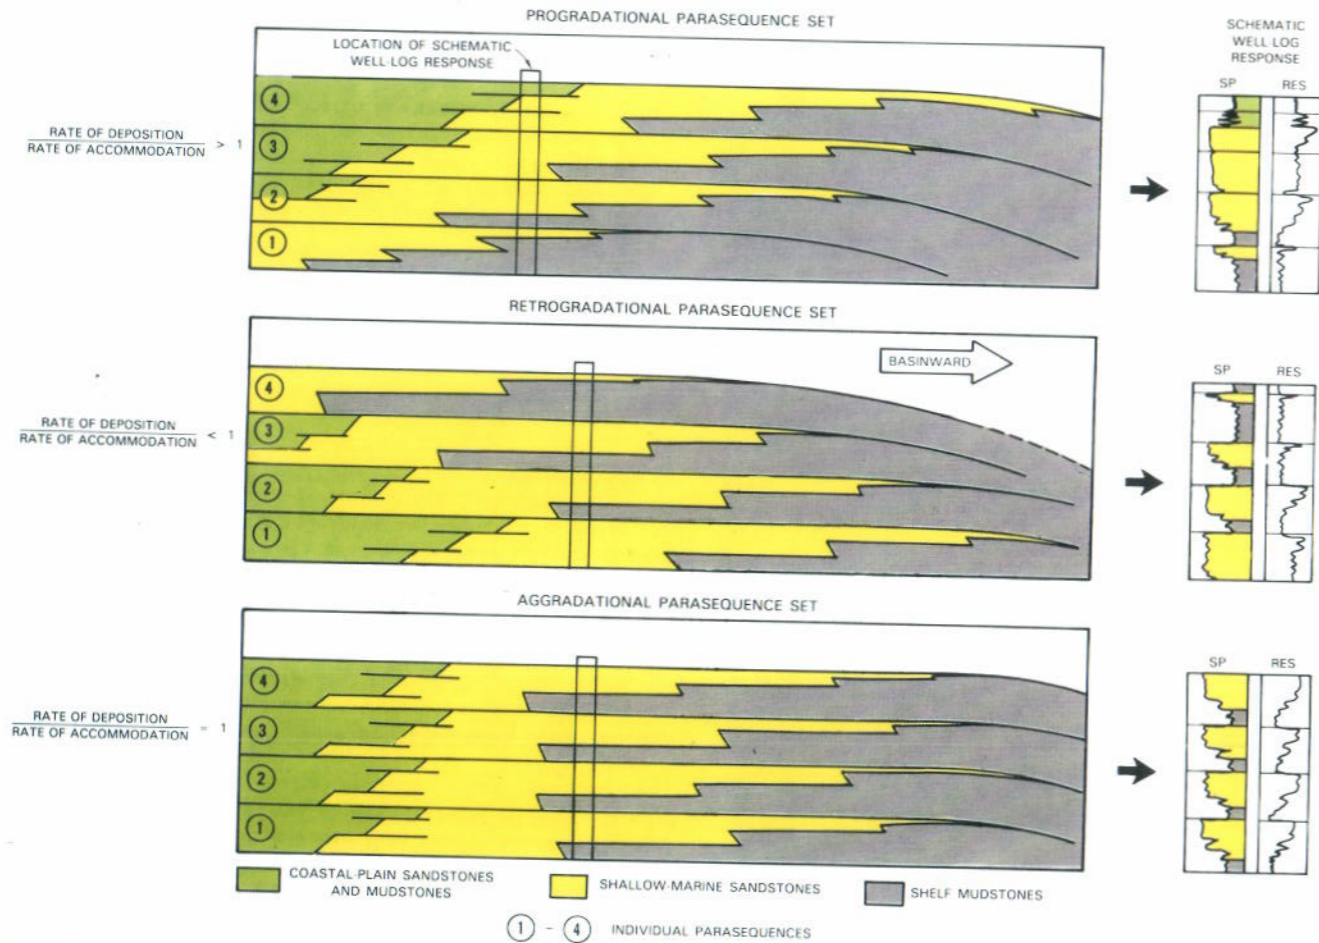 PROGRADATIONAL PARASEQUENCE SET
LOCATION OF SCHEMATIC
WELL-LOG RESPONSE
SCHEMATIC
WELL-LOG
RESPONSE
SP RES
RATE OF DEPOSITION
RATE OF ACCOMMODATION > 1
4
3
2
1
RETROGRADATIONAL PARASEQUENCE SET
BASINWARD
SP RES
RATE OF DEPOSITION
RATE OF ACCOMMODATION < 1
4
3
2
1
AGGRADATIONAL PARASEQUENCE SET
SP RES
RATE OF DEPOSITION
RATE OF ACCOMMODATION = 1
4
3
2
1
COASTAL-PLAIN SANDSTONES
AND MUDSTONES
SHALLOW-MARINE SANDSTONES
SHELF MUDSTONES
1 - 4 INDIVIDUAL PARASEQUENCES